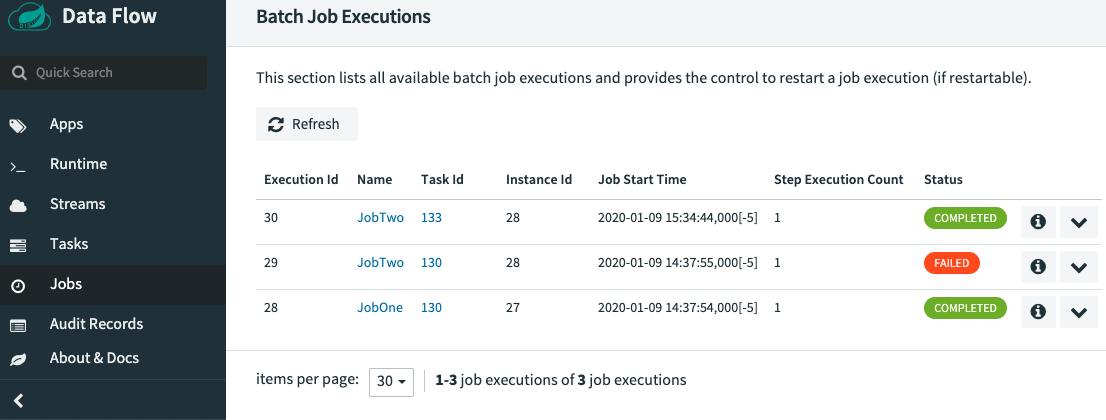 Data Flow
Quick Search
Apps
Runtime
Streams
Tasks
Jobs
Audit Records
About & Docs
Batch Job Executions
This section lists all available batch job executions and provides the control to restart a job execution (if restartable).
Refresh
Execution Id Name Task Id Instance Id Job Start Time Step Execution Count Status
30 JobTwo 133 28 2020-01-09 15:34:44,000[-5] 1 COMPLETED
29 JobTwo 130 28 2020-01-09 14:37:55,000[-5] 1 FAILED
28 JobOne 130 27 2020-01-09 14:37:54,000[-5] 1 COMPLETED
items per page: 30 1-3 job executions of 3 job executions